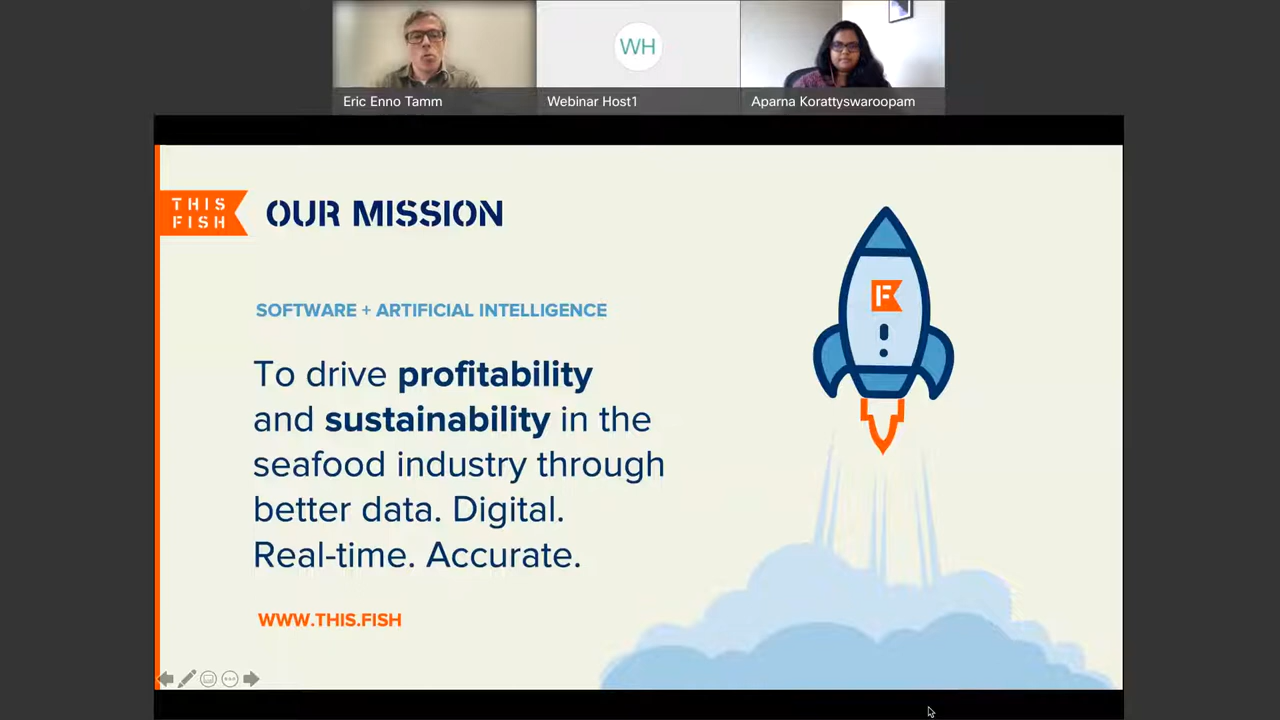 WH
Eric Enno Tamm
Webinar Host1
Aparna Korattyswaroopam
THIS
FISH
OUR MISSION
SOFTWARE + ARTIFICIAL INTELLIGENCE
To drive profitability
and sustainability in the
seafood industry through
better data. Digital.
Real-time. Accurate.
WWW.THIS.FISH
F